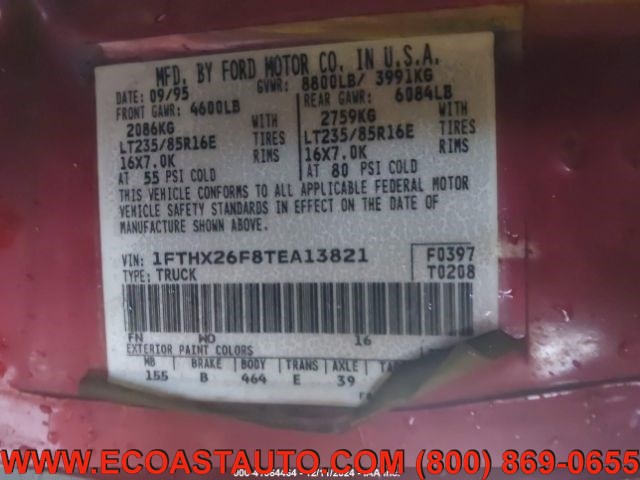 MFD. BY FORD MOTOR CO. IN U.S.A.
DATE: 09/95 GVWR: 8800LB/ 3991KG
FRONT GAWR: 4600LB REAR GAWR: 6084LB
2086KG WITH 2759KG WITH
LT235/85R16E TIRES LT235/85R16E TIRES
16X7.0K RIMS 16X7.0K RIMS
AT 55 PSI COLD AT 80 PSI COLD
THIS VEHICLE CONFORMS TO ALL APPLICABLE FEDERAL MOTOR
VEHICLE SAFETY STANDARDS IN EFFECT ON THE DATE OF
MANUFACTURE SHOWN ABOVE.
VIN: 1FTHX26F8TEA13821 F0397
TYPE: TRUCK T0208
FN WO 16
EXTERIOR PAINT COLORS
MB BRAKE BODY TRANS AXLE
155 B 464 E 39
WWW.ECOASTAUTO.COM (800) 869-0655